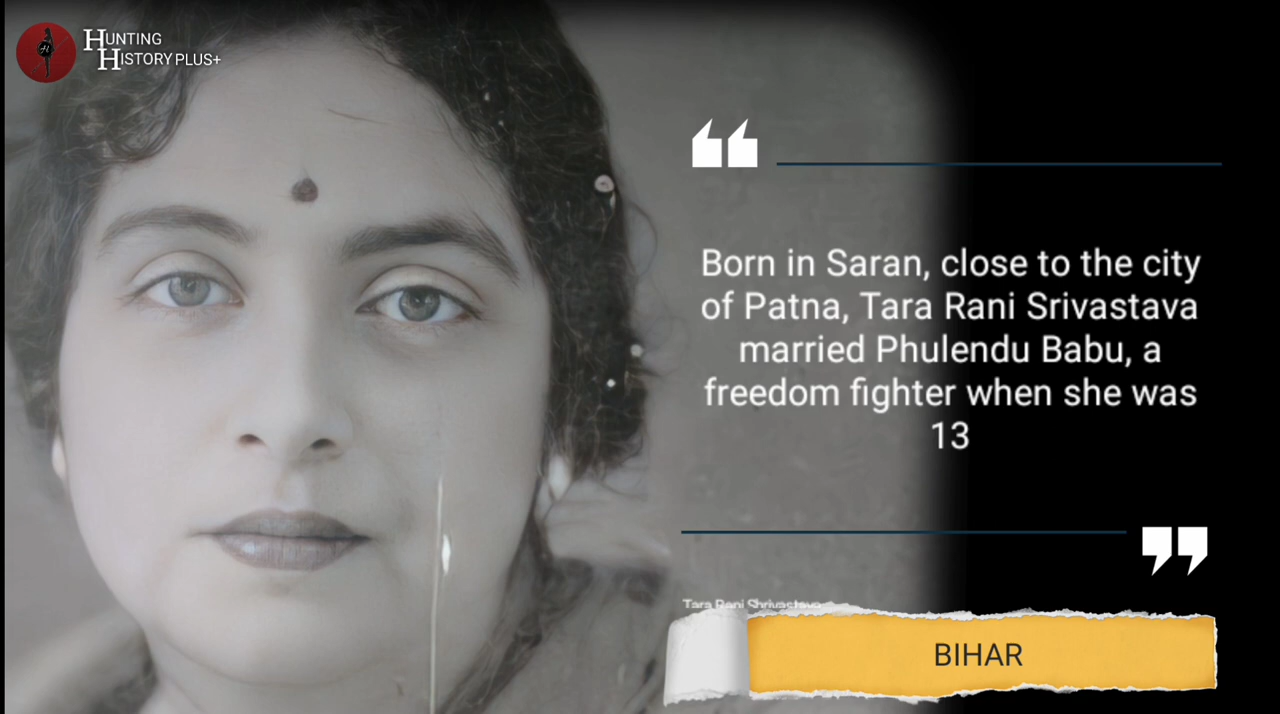 HUNTING
HISTORY PLUS+
Born in Saran, close to the city
of Patna, Tara Rani Srivastava
married Phulendu Babu, a
freedom fighter when she was
13
Tara Rani Shrivastava
BIHAR